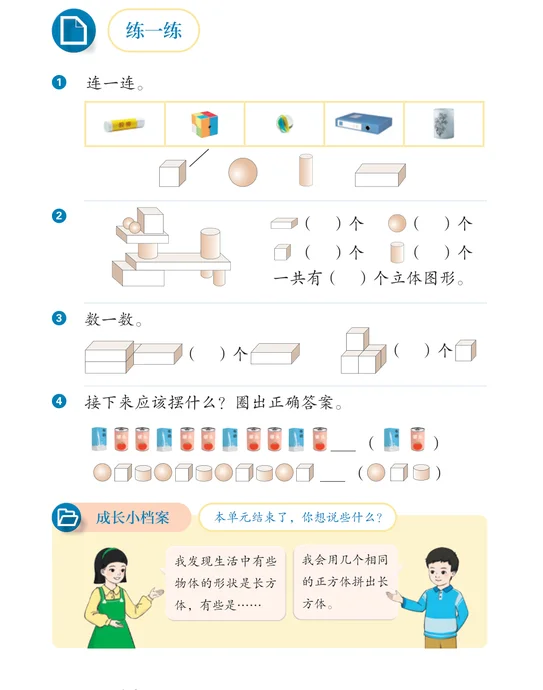 练一练
1 连一连。
2
( )个 ( )个
( )个 ( )个
一共有( )个立体图形。
3 数一数。
( )个 ( )个
4 接下来应该摆什么？圈出正确答案。
___ ( )
___ ( )
成长小档案 本单元结束了，你想说些什么？
我发现生活中有些
物体的形状是长方
体，有些是……
我会用几个相同
的正方体拼出长
方体。